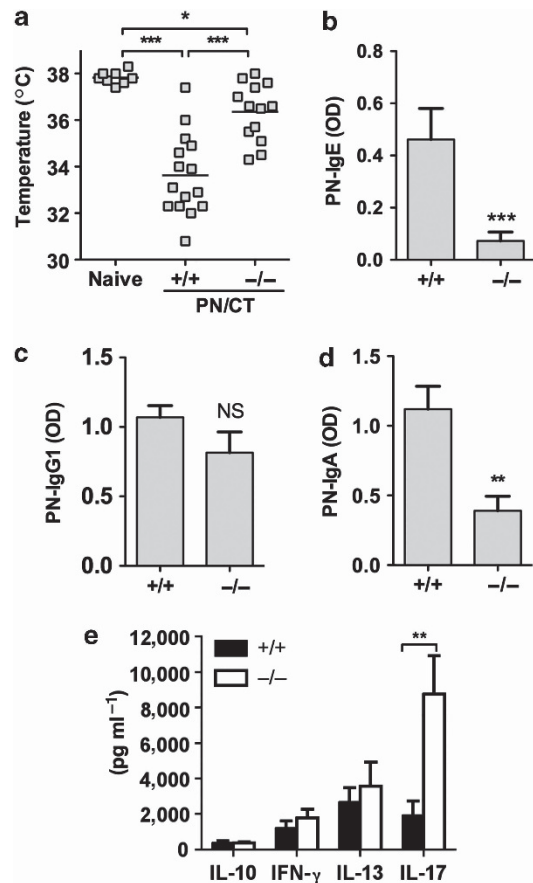 a
*
***
***
Temperature (°C)
38
36
34
32
30
Naive
+/+
−/−
PN/CT
b
PN-IgE (OD)
0.8
0.6
0.4
0.2
0.0
***
+/+
−/−
c
PN-IgG1 (OD)
1.5
1.0
0.5
0.0
NS
+/+
−/−
d
PN-IgA (OD)
1.5
1.0
0.5
0.0
**
+/+
−/−
e
(pg ml−1)
12,000
10,000
8,000
6,000
4,000
2,000
0
+/+
−/−
**
IL-10 IFN-γ IL-13 IL-17